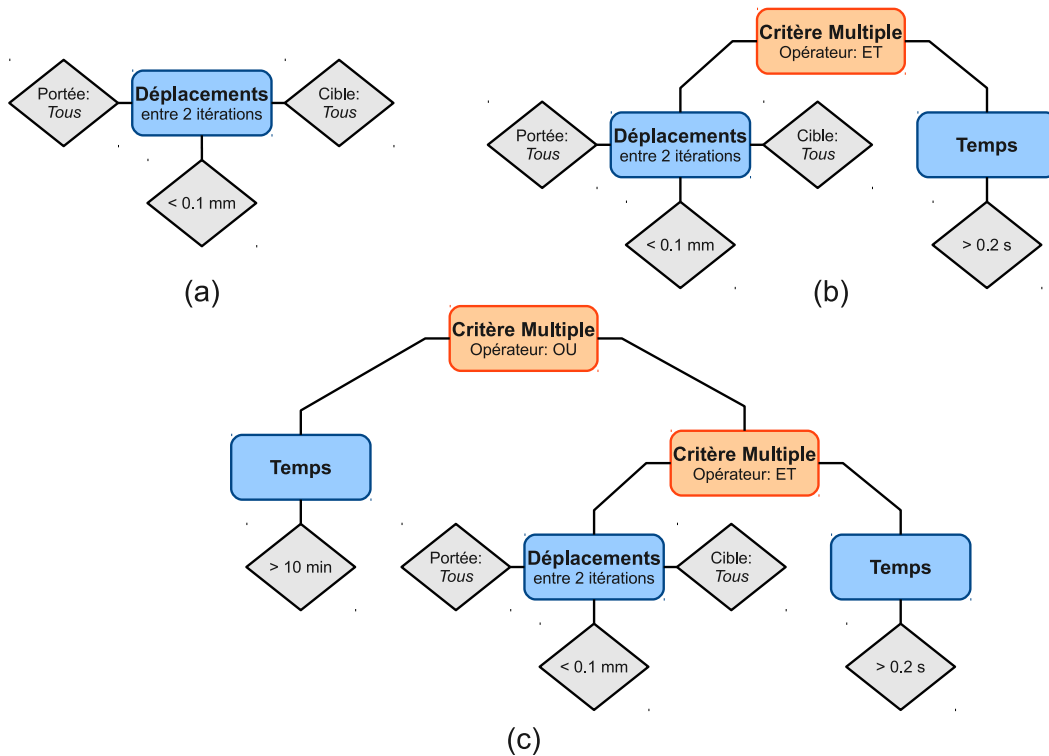 Portée:
Tous
Déplacements
entre 2 itérations
Cible:
Tous
< 0.1 mm
(a)
Critère Multiple
Opérateur: ET
Portée:
Tous
Déplacements
entre 2 itérations
Cible:
Tous
Temps
< 0.1 mm
> 0.2 s
(b)
Critère Multiple
Opérateur: OU
Temps
> 10 min
Critère Multiple
Opérateur: ET
Portée:
Tous
Déplacements
entre 2 itérations
Cible:
Tous
Temps
< 0.1 mm
> 0.2 s
(c)